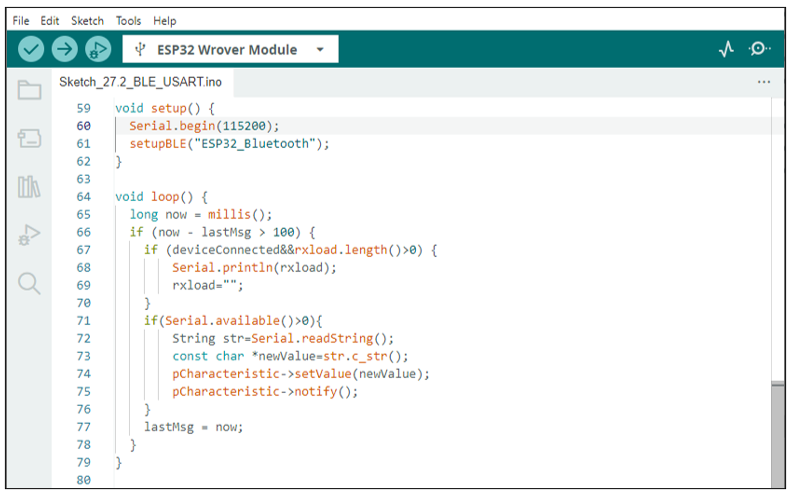 File Edit Sketch Tools Help
ESP32 Wrover Module
Sketch_27.2_BLE_USART.ino
59 void setup() {
60   Serial.begin(115200);
61   setupBLE("ESP32_Bluetooth");
62 }
63
64 void loop() {
65   long now = millis();
66   if (now - lastMsg > 100) {
67     if (deviceConnected&&rxload.length()>0) {
68         Serial.println(rxload);
69         rxload="";
70     }
71     if(Serial.available()>0){
72         String str=Serial.readString();
73         const char *newValue=str.c_str();
74         pCharacteristic->setValue(newValue);
75         pCharacteristic->notify();
76     }
77     lastMsg = now;
78   }
79 }
80